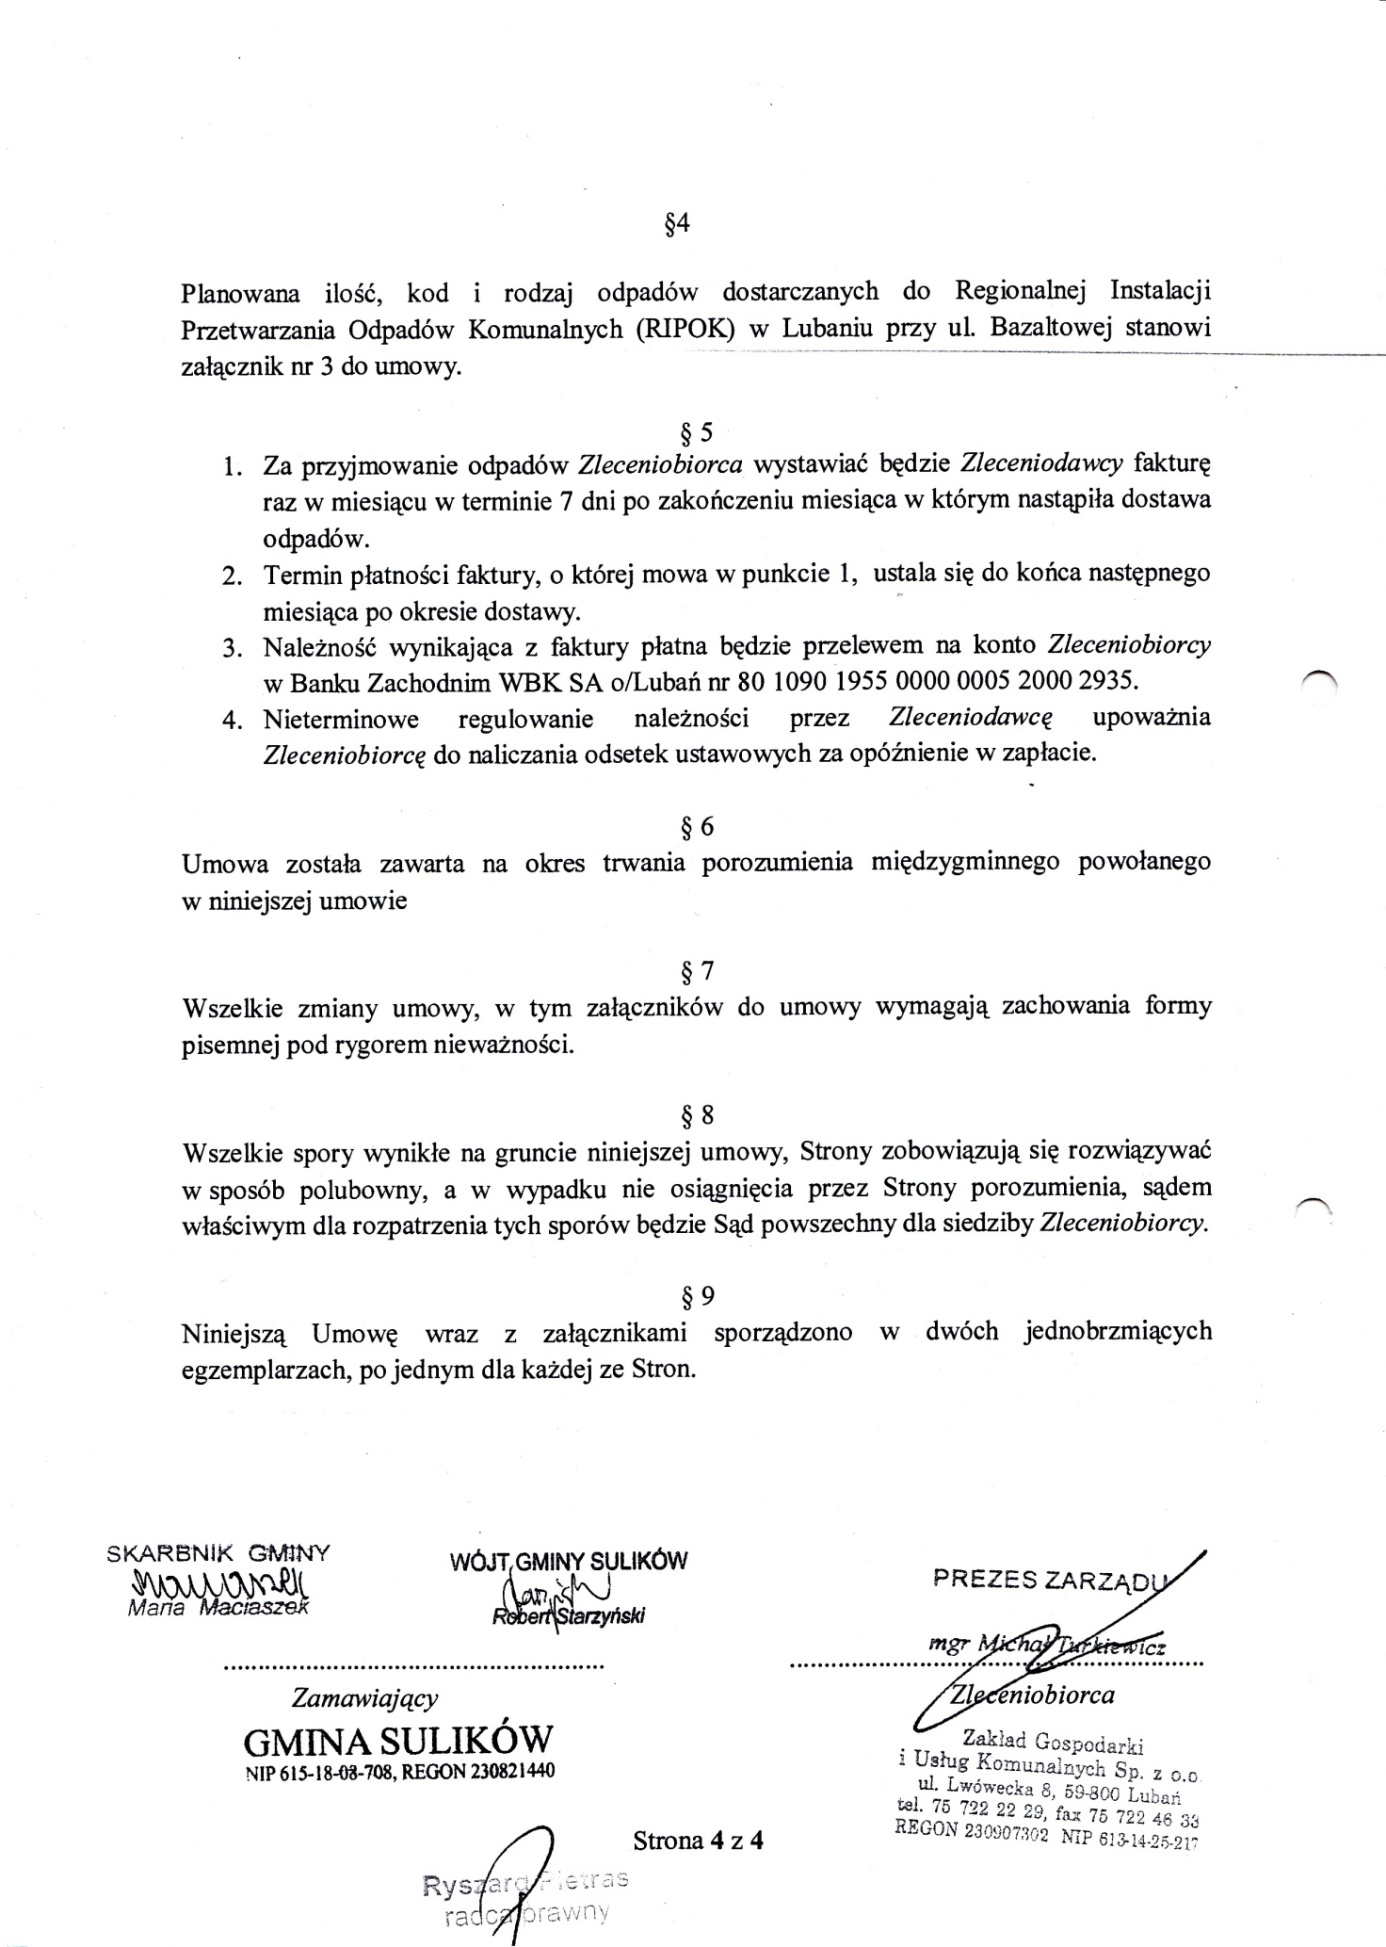 §4
Planowana ilość, kod i rodzaj odpadów dostarczanych do Regionalnej Instalacji
Przetwarzania Odpadów Komunalnych (RIPOK) w Lubaniu przy ul. Bazaltowej stanowi
załącznik nr 3 do umowy.
§ 5
1. Za przyjmowanie odpadów Zleceniobiorca wystawiać będzie Zleceniodawcy fakturę
raz w miesiącu w terminie 7 dni po zakończeniu miesiąca w którym nastąpiła dostawa
odpadów.
2. Termin płatności faktury, o której mowa w punkcie 1, ustala się do końca następnego
miesiąca po okresie dostawy.
3. Należność wynikająca z faktury płatna będzie przelewem na konto Zleceniobiorcy
w Banku Zachodnim WBK SA o/Lubań nr 80 1090 1955 0000 0005 2000 2935.
4. Nieterminowe regulowanie należności przez Zleceniodawcę upoważnia
Zleceniobiorcę do naliczania odsetek ustawowych za opóźnienie w zapłacie.
§ 6
Umowa została zawarta na okres trwania porozumienia międzygminnego powołanego
w niniejszej umowie
§ 7
Wszelkie zmiany umowy, w tym załączników do umowy wymagają zachowania formy
pisemnej pod rygorem nieważności.
§ 8
Wszelkie spory wynikłe na gruncie niniejszej umowy, Strony zobowiązują się rozwiązywać
w sposób polubowny, a w wypadku nie osiągnięcia przez Strony porozumienia, sądem
właściwym dla rozpatrzenia tych sporów będzie Sąd powszechny dla siedziby Zleceniobiorcy.
§ 9
Niniejszą Umowę wraz z załącznikami sporządzono w dwóch jednobrzmiących
egzemplarzach, po jednym dla każdej ze Stron.
SKARBNIK GMINY
Maria Maciaszek
WÓJT GMINY SULIKÓW
Robert Starzyński
PREZES ZARZĄDU
mgr Michał Turkiewicz
Zamawiający
GMINA SULIKÓW
NIP 615-18-08-708, REGON 230821440
Zleceniobiorca
Zakład Gospodarki
i Usług Komunalnych Sp. z o.o.
ul. Lwówecka 8, 59-800 Lubań
tel. 75 722 22 29, fax 75 722 46 33
REGON 230907302 NIP 613-14-25-217
Strona 4 z 4
Ryszard Pietras
radca prawny